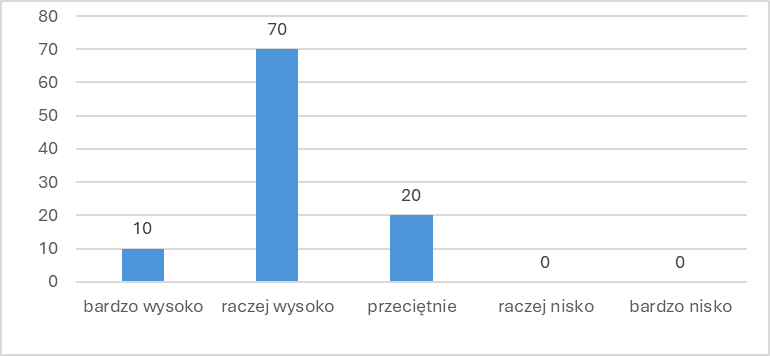 80
70
60
50
40
30
20
10
0
10
70
20
0
0
bardzo wysoko
raczej wysoko
przeciętnie
raczej nisko
bardzo nisko